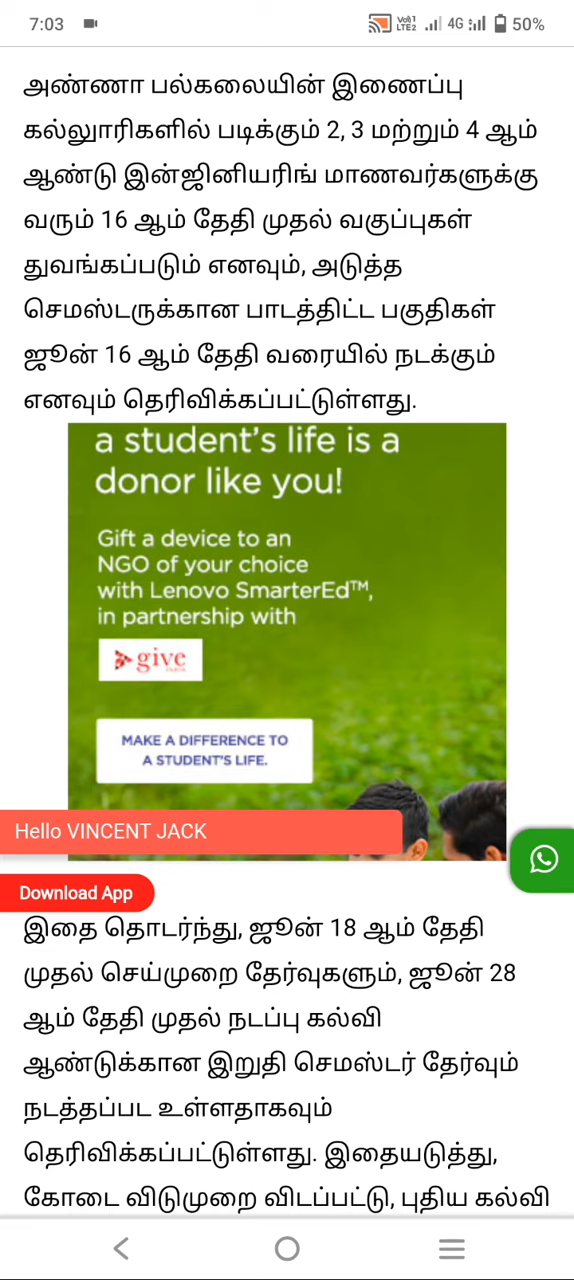 7:03
Vo))1 LTE2 4G 50%
அண்ணா பல்கலையின் இணைப்பு
கல்லுாரிகளில் படிக்கும் 2, 3 மற்றும் 4 ஆம்
ஆண்டு இன்ஜினியரிங் மாணவர்களுக்கு
வரும் 16 ஆம் தேதி முதல் வகுப்புகள்
துவங்கப்படும் எனவும், அடுத்த
செமஸ்டருக்கான பாடத்திட்ட பகுதிகள்
ஜூன் 16 ஆம் தேதி வரையில் நடக்கும்
எனவும் தெரிவிக்கப்பட்டுள்ளது.
a student's life is a
donor like you!
Gift a device to an
NGO of your choice
with Lenovo SmarterEd™,
in partnership with
give
MAKE A DIFFERENCE TO
A STUDENT'S LIFE.
Hello VINCENT JACK
Download App
இதை தொடர்ந்து, ஜூன் 18 ஆம் தேதி
முதல் செய்முறை தேர்வுகளும், ஜூன் 28
ஆம் தேதி முதல் நடப்பு கல்வி
ஆண்டுக்கான இறுதி செமஸ்டர் தேர்வும்
நடத்தப்பட உள்ளதாகவும்
தெரிவிக்கப்பட்டுள்ளது. இதையடுத்து,
கோடை விடுமுறை விடப்பட்டு, புதிய கல்வி